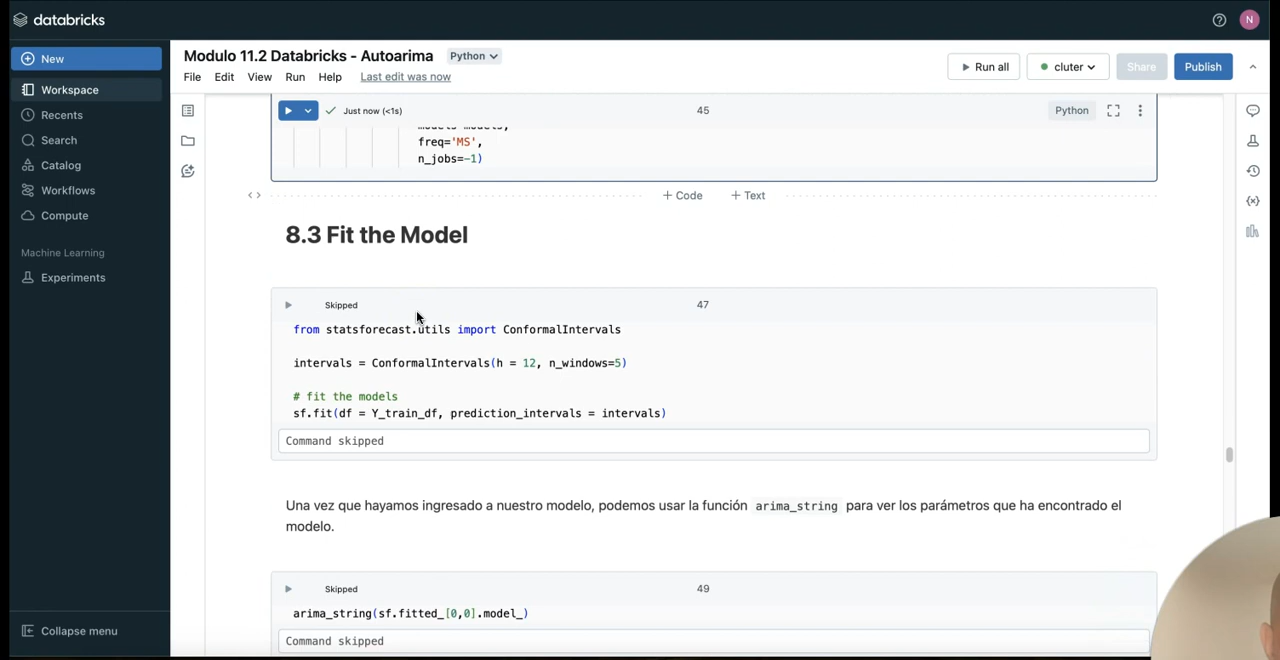 databricks
N
New
Workspace
Recents
Search
Catalog
Workflows
Compute
Machine Learning
Experiments
Collapse menu
Modulo 11.2 Databricks - Autoarima
Python
File Edit View Run Help Last edit was now
Run all
cluter
Share
Publish
Just now (<1s)
45
Python
freq='MS',
n_jobs=-1)
+ Code + Text
8.3 Fit the Model
Skipped
47
from statsforecast.utils import ConformalIntervals
intervals = ConformalIntervals(h = 12, n_windows=5)
# fit the models
sf.fit(df = Y_train_df, prediction_intervals = intervals)
Command skipped
Una vez que hayamos ingresado a nuestro modelo, podemos usar la función arima_string para ver los parámetros que ha encontrado el
modelo.
Skipped
49
arima_string(sf.fitted_[0,0].model_)
Command skipped